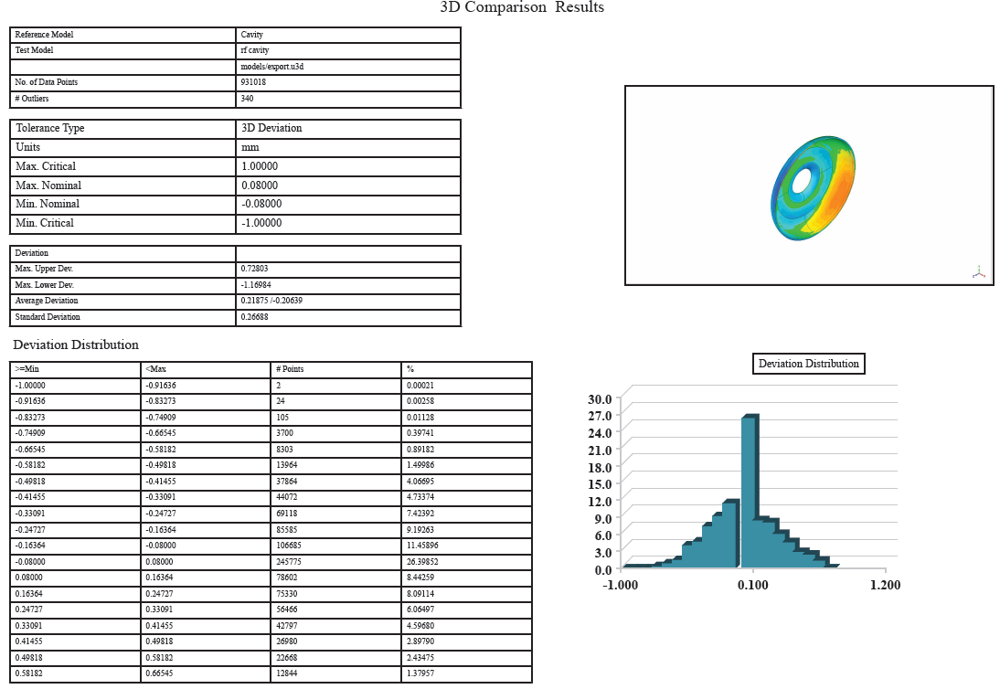 3D Comparison Results
Reference Model Cavity
Test Model rf cavity
models/export.u3d
No. of Data Points 931018
# Outliers 340
Tolerance Type 3D Deviation
Units mm
Max. Critical 1.00000
Max. Nominal 0.08000
Min. Nominal -0.08000
Min. Critical -1.00000
Deviation
Max. Upper Dev. 0.72803
Max. Lower Dev. -1.16984
Average Deviation 0.21875 /-0.20639
Standard Deviation 0.26688
Deviation Distribution
>=Min <Max # Points %
-1.00000 -0.91636 2 0.00021
-0.91636 -0.83273 24 0.00258
-0.83273 -0.74909 105 0.01128
-0.74909 -0.66545 3700 0.39741
-0.66545 -0.58182 8303 0.89182
-0.58182 -0.49818 13964 1.49986
-0.49818 -0.41455 37864 4.06695
-0.41455 -0.33091 44072 4.73374
-0.33091 -0.24727 69118 7.42392
-0.24727 -0.16364 85585 9.19263
-0.16364 -0.08000 106685 11.45896
-0.08000 0.08000 245775 26.39852
0.08000 0.16364 78602 8.44259
0.16364 0.24727 75330 8.09114
0.24727 0.33091 56466 6.06497
0.33091 0.41455 42797 4.59680
0.41455 0.49818 26980 2.89790
0.49818 0.58182 22668 2.43475
0.58182 0.66545 12844 1.37957
Deviation Distribution
30.0
27.0
24.0
21.0
18.0
15.0
12.0
9.0
6.0
3.0
0.0
-1.000 0.100 1.200